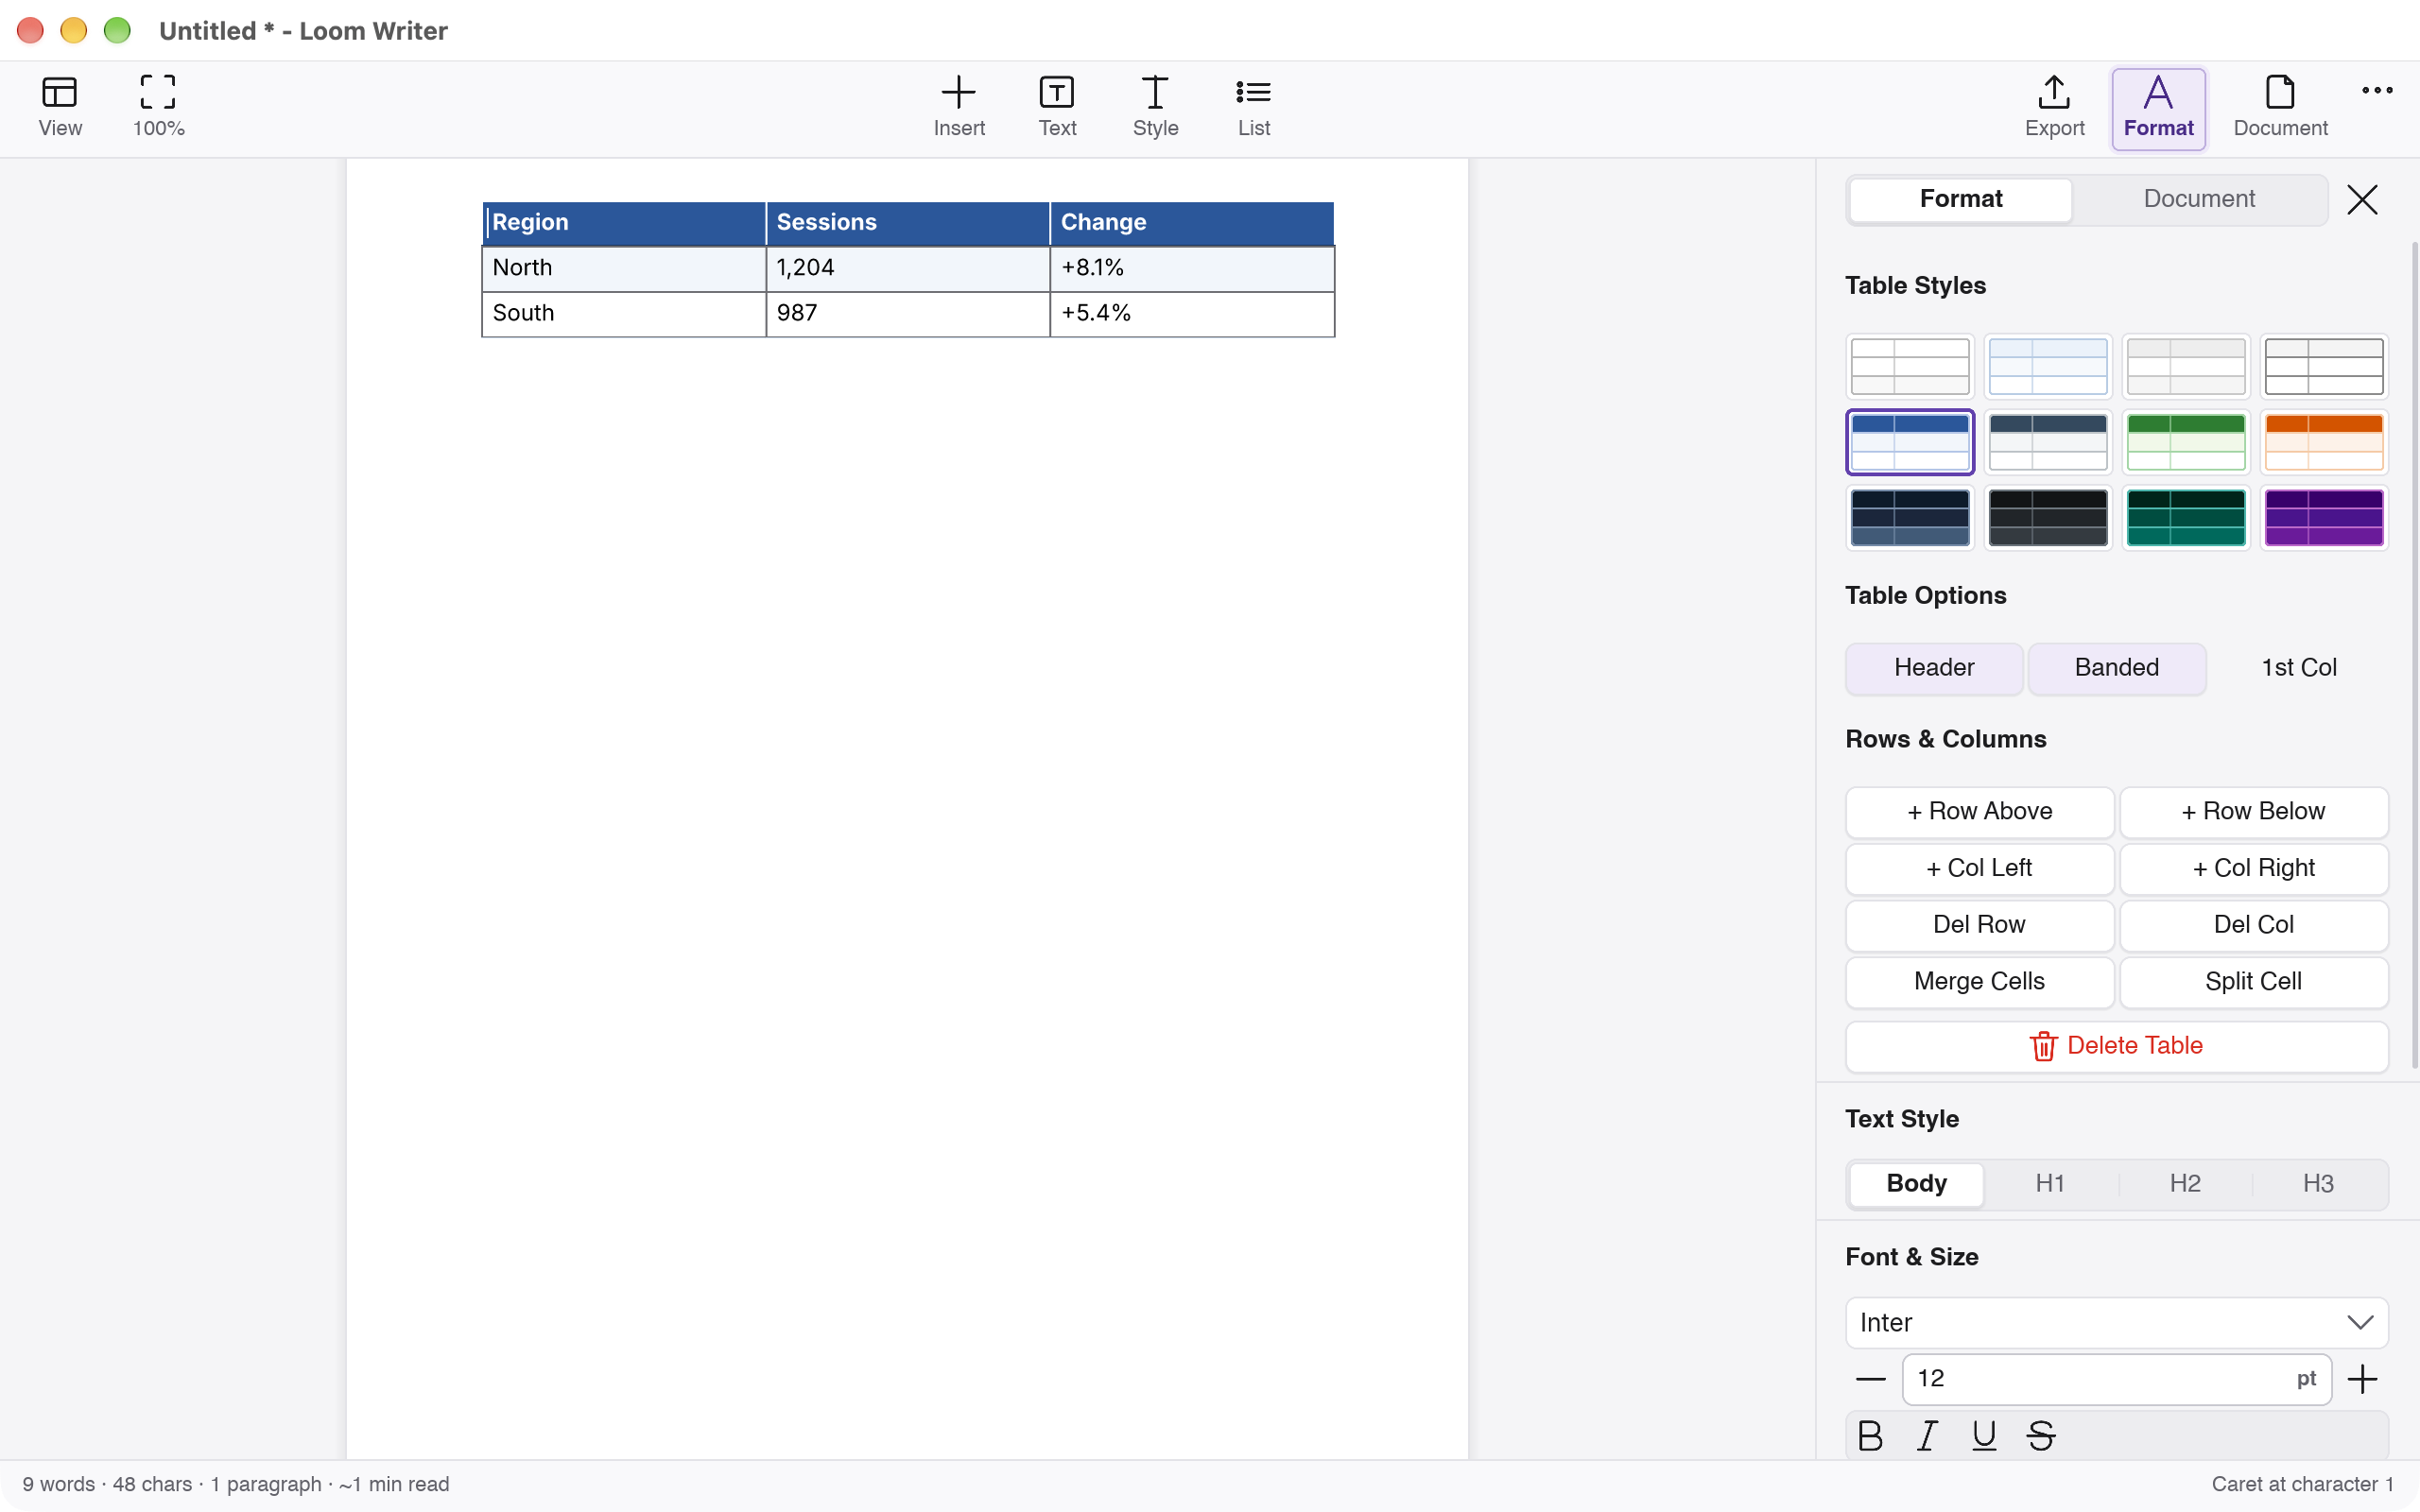 Untitled * - Loom Writer
View
100%
Insert
Text
Style
List
Export
Format
Document
Region Sessions Change
North 1,204 +8.1%
South 987 +5.4%
Format
Document
Table Styles
Table Options
Header
Banded
1st Col
Rows & Columns
+ Row Above
+ Row Below
+ Col Left
+ Col Right
Del Row
Del Col
Merge Cells
Split Cell
Delete Table
Text Style
Body
H1
H2
H3
Font & Size
Inter
12 pt
B I U S
9 words · 48 chars · 1 paragraph · ~1 min read
Caret at character 1